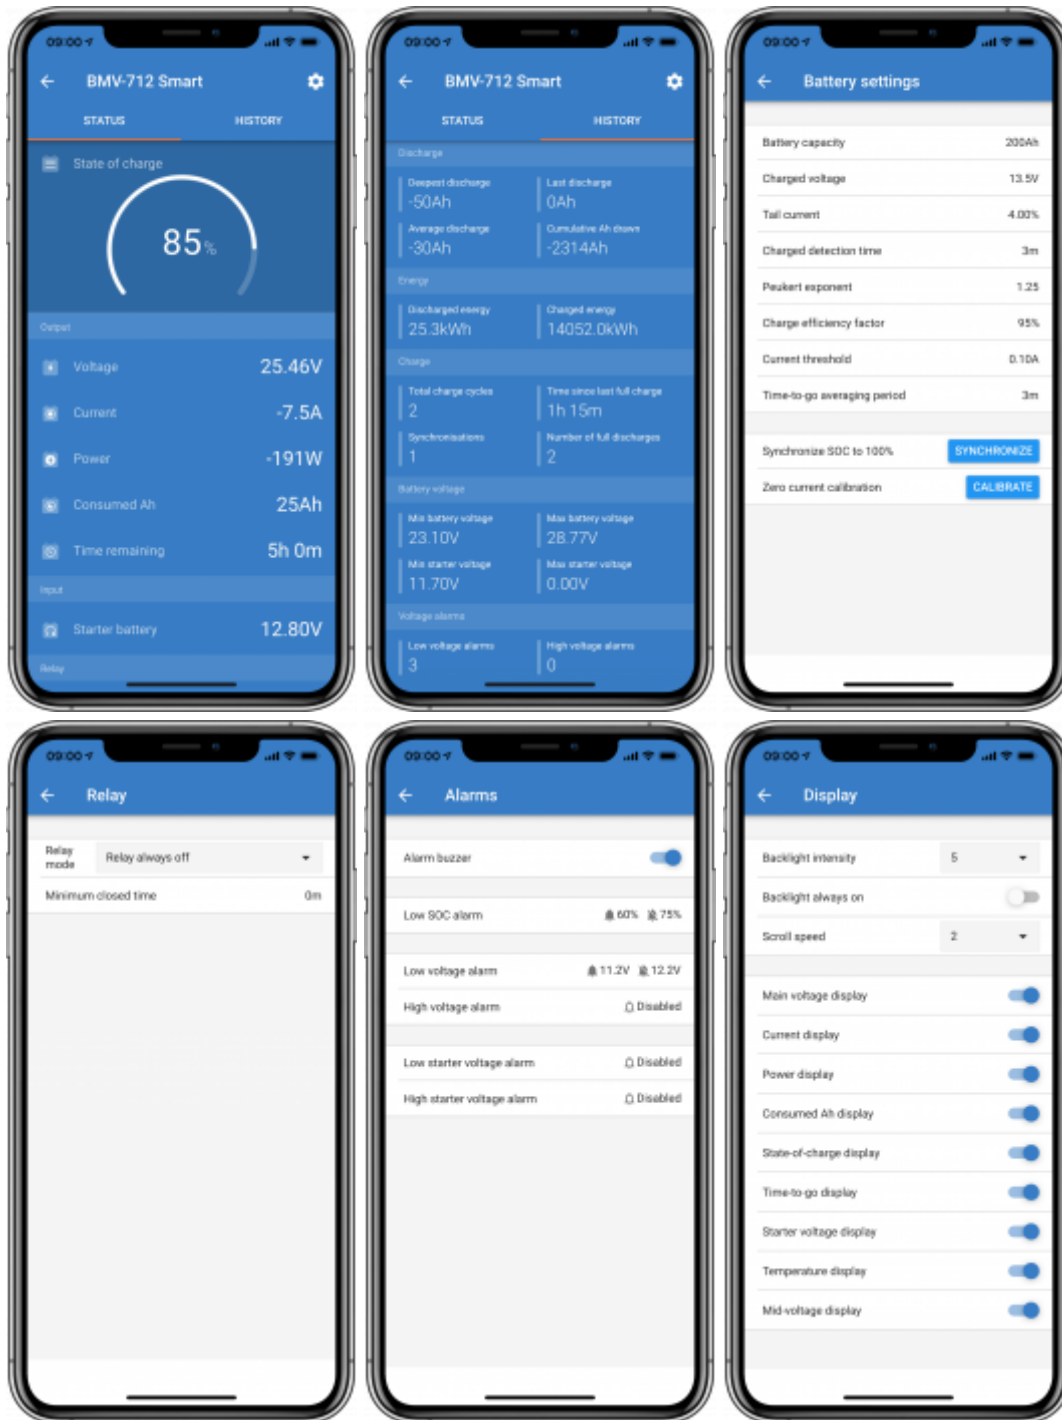 09:00
BMV-712 Smart
STATUS HISTORY
State of charge
85%
Output
Voltage 25.46V
Current -7.5A
Power -191W
Consumed Ah 25Ah
Time remaining 5h 0m
Input
Starter battery 12.80V
Relay
09:00
BMV-712 Smart
STATUS HISTORY
Discharge
Deepest discharge Last discharge
-50Ah 0Ah
Average discharge Cumulative Ah drawn
-30Ah -2314Ah
Energy
Discharged energy Charged energy
25.3kWh 14052.0kWh
Charge
Total charge cycles Time since last full charge
2 1h 15m
Synchronisations Number of full discharges
1 2
Battery voltage
Min battery voltage Max battery voltage
23.10V 28.77V
Min starter voltage Max starter voltage
11.70V 0.00V
Voltage alarms
Low voltage alarms High voltage alarms
3 0
09:00
Battery settings
Battery capacity 200Ah
Charged voltage 13.5V
Tail current 4.00%
Charged detection time 3m
Peukert exponent 1.25
Charge efficiency factor 95%
Current threshold 0.10A
Time-to-go averaging period 3m
Synchronize SOC to 100% SYNCHRONIZE
Zero current calibration CALIBRATE
09:00
Relay
Relay mode Relay always off
Minimum closed time 0m
09:00
Alarms
Alarm buzzer
Low SOC alarm 60% 75%
Low voltage alarm 11.2V 12.2V
High voltage alarm Disabled
Low starter voltage alarm Disabled
High starter voltage alarm Disabled
09:00
Display
Backlight intensity 5
Backlight always on
Scroll speed 2
Main voltage display
Current display
Power display
Consumed Ah display
State-of-charge display
Time-to-go display
Starter voltage display
Temperature display
Mid-voltage display